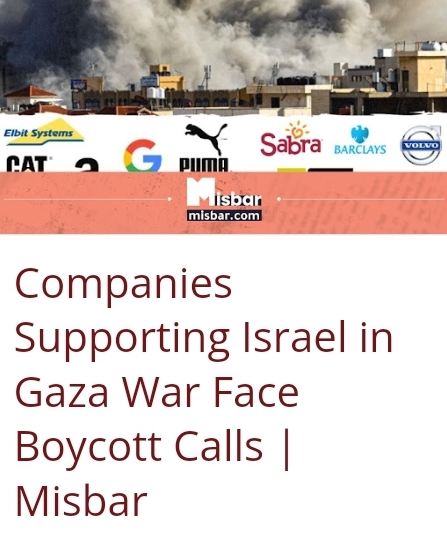 Elbit Systems
CAT
G
PUMA
Sabra
BARCLAYS
VOLVO
Misbar
misbar.com
Companies
Supporting Israel in
Gaza War Face
Boycott Calls |
Misbar